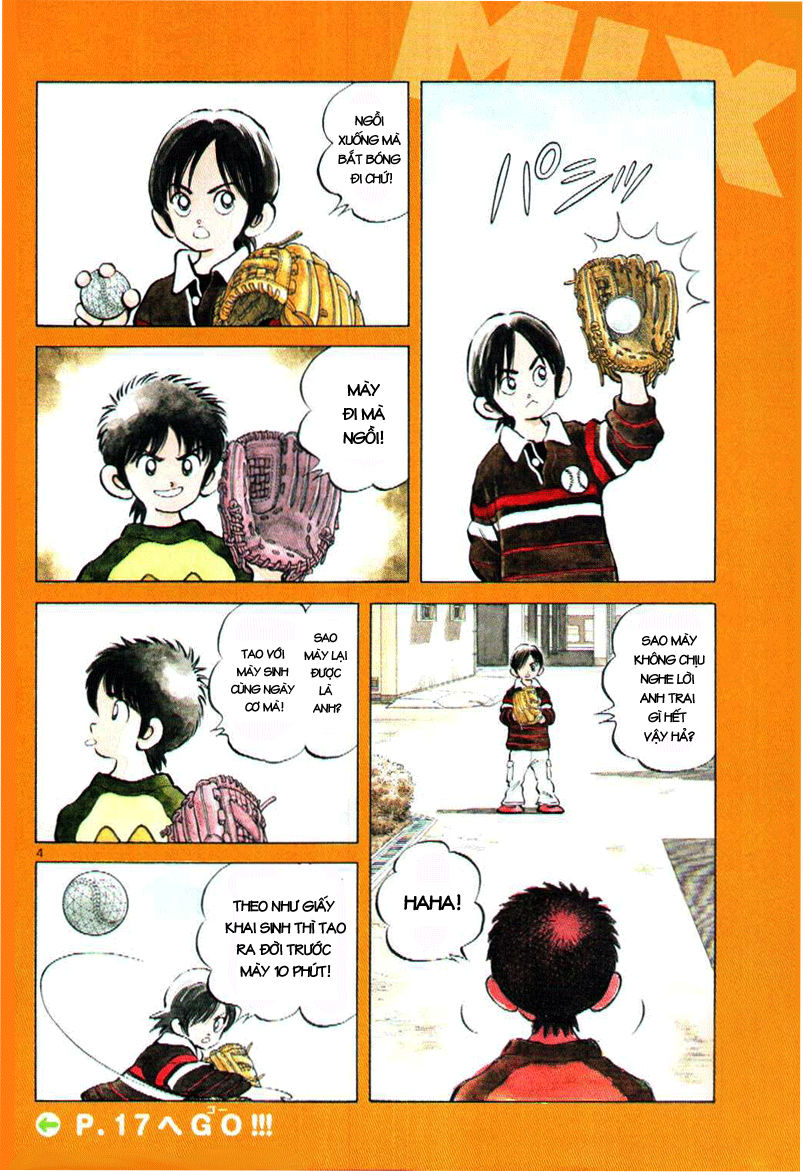 MIX
パシッ
NGỒI
XUỐNG MÀ
BẮT BÓNG
ĐI CHỨ!
MÀY
ĐI MÀ
NGỒI!
SAO MÀY
KHÔNG CHỊU
NGHE LỜI
ANH TRAI
GÌ HẾT
VẬY HẢ?
HAHA!
SAO
MÀY LẠI
ĐƯỢC
LÀ
ANH?
TAO VỚI
MÀY SINH
CÙNG NGÀY
CƠ MÀ!
4
THEO NHƯ GIẤY
KHAI SINH THÌ TAO
RA ĐỜI TRƯỚC
MÀY 10 PHÚT!
ゴー
P.17へGO!!!